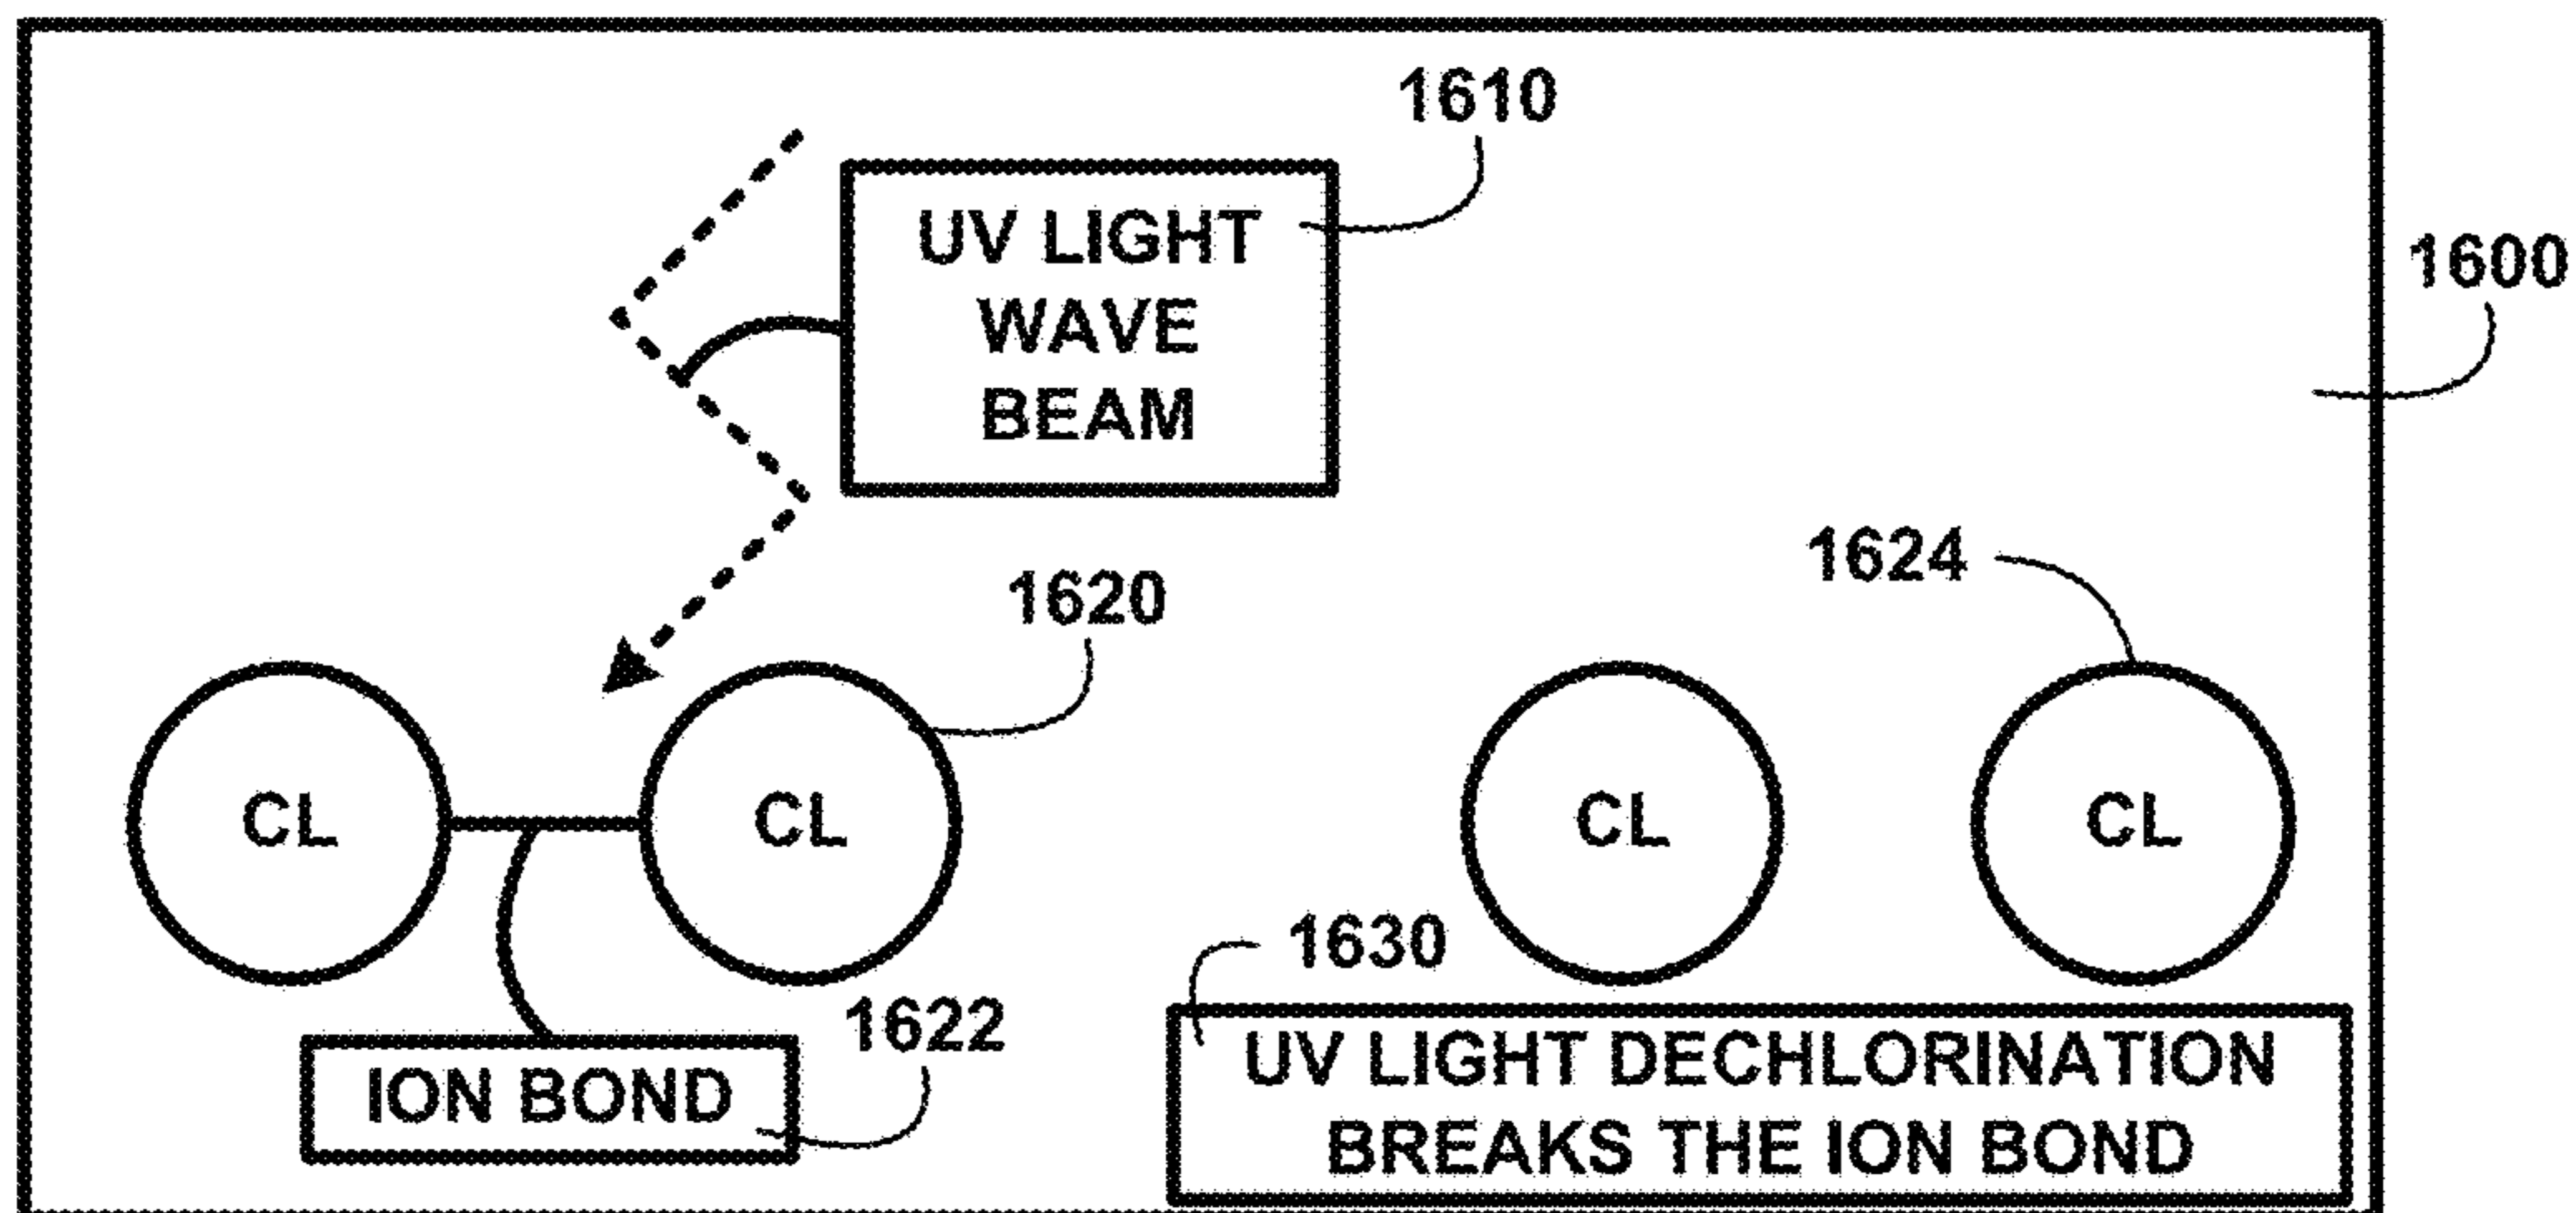 1610
UV LIGHT
WAVE
BEAM
1600
1624
1620
CL
CL
CL
CL
1630
1622
ION BOND
UV LIGHT DECHLORINATION
BREAKS THE ION BOND